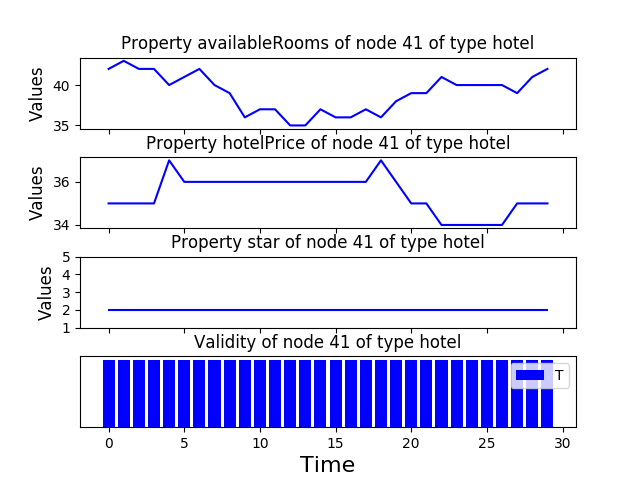 Property availableRooms of node 41 of type hotel
Values
40
35
Property hotelPrice of node 41 of type hotel
Values
36
34
Property star of node 41 of type hotel
Values
5
4
3
2
1
Validity of node 41 of type hotel
T
0 5 10 15 20 25 30
Time